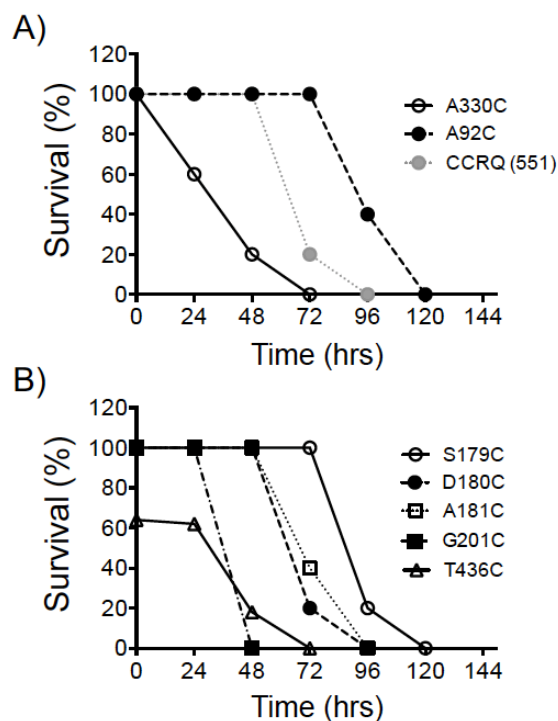 A)
Survival (%)
120
100
80
60
40
20
0
0 24 48 72 96 120 144
Time (hrs)
A330C
A92C
CCRQ (551)
B)
Survival (%)
120
100
80
60
40
20
0
0 24 48 72 96 120 144
Time (hrs)
S179C
D180C
A181C
G201C
T436C